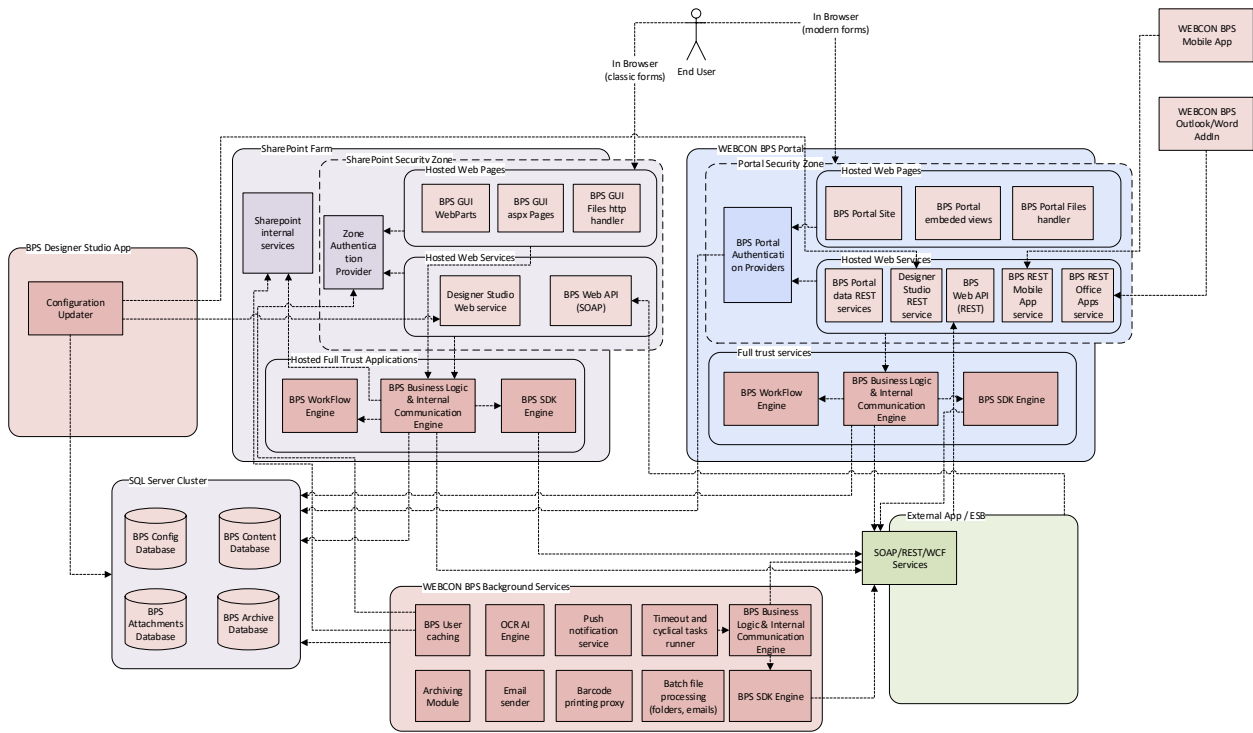 In Browser
(modern forms)
WEBCON BPS
Mobile App
In Browser
(classic forms)
End User
WEBCON BPS
Outlook/Word
AddIn
SharePoint Farm
SharePoint Security Zone
Hosted Web Pages
BPS GUI
WebParts
BPS GUI
aspx Pages
BPS GUI
Files http
handler
Sharepoint
internal
services
Zone
Authentica
tion
Provider
Hosted Web Services
Designer Studio
Web service
BPS Web API
(SOAP)
Hosted Full Trust Applications
BPS WorkFlow
Engine
BPS Business Logic
& Internal
Communication
Engine
BPS SDK
Engine
WEBCON BPS Portal
Portal Security Zone
Hosted Web Pages
BPS Portal Site
BPS Portal
embeded views
BPS Portal Files
handler
BPS Portal
Authenticati
on Providers
Hosted Web Services
BPS Portal
data REST
services
Designer
Studio
REST
service
BPS
Web API
(REST)
BPS REST
Mobile
App
service
BPS REST
Office
Apps
service
Full trust services
BPS WorkFlow
Engine
BPS Business Logic
& Internal
Communication
Engine
BPS SDK Engine
BPS Designer Studio App
Configuration
Updater
SQL Server Cluster
BPS Config
Database
BPS Content
Database
BPS
Attachments
Database
BPS Archive
Database
External App / ESB
SOAP/REST/WCF
Services
WEBCON BPS Background Services
BPS User
caching
OCR AI
Engine
Push
notification
service
Timeout and
cyclical tasks
runner
BPS Business
Logic & Internal
Communication
Engine
Archiving
Module
Email
sender
Barcode
printing proxy
Batch file
processing
(folders, emails)
BPS SDK Engine